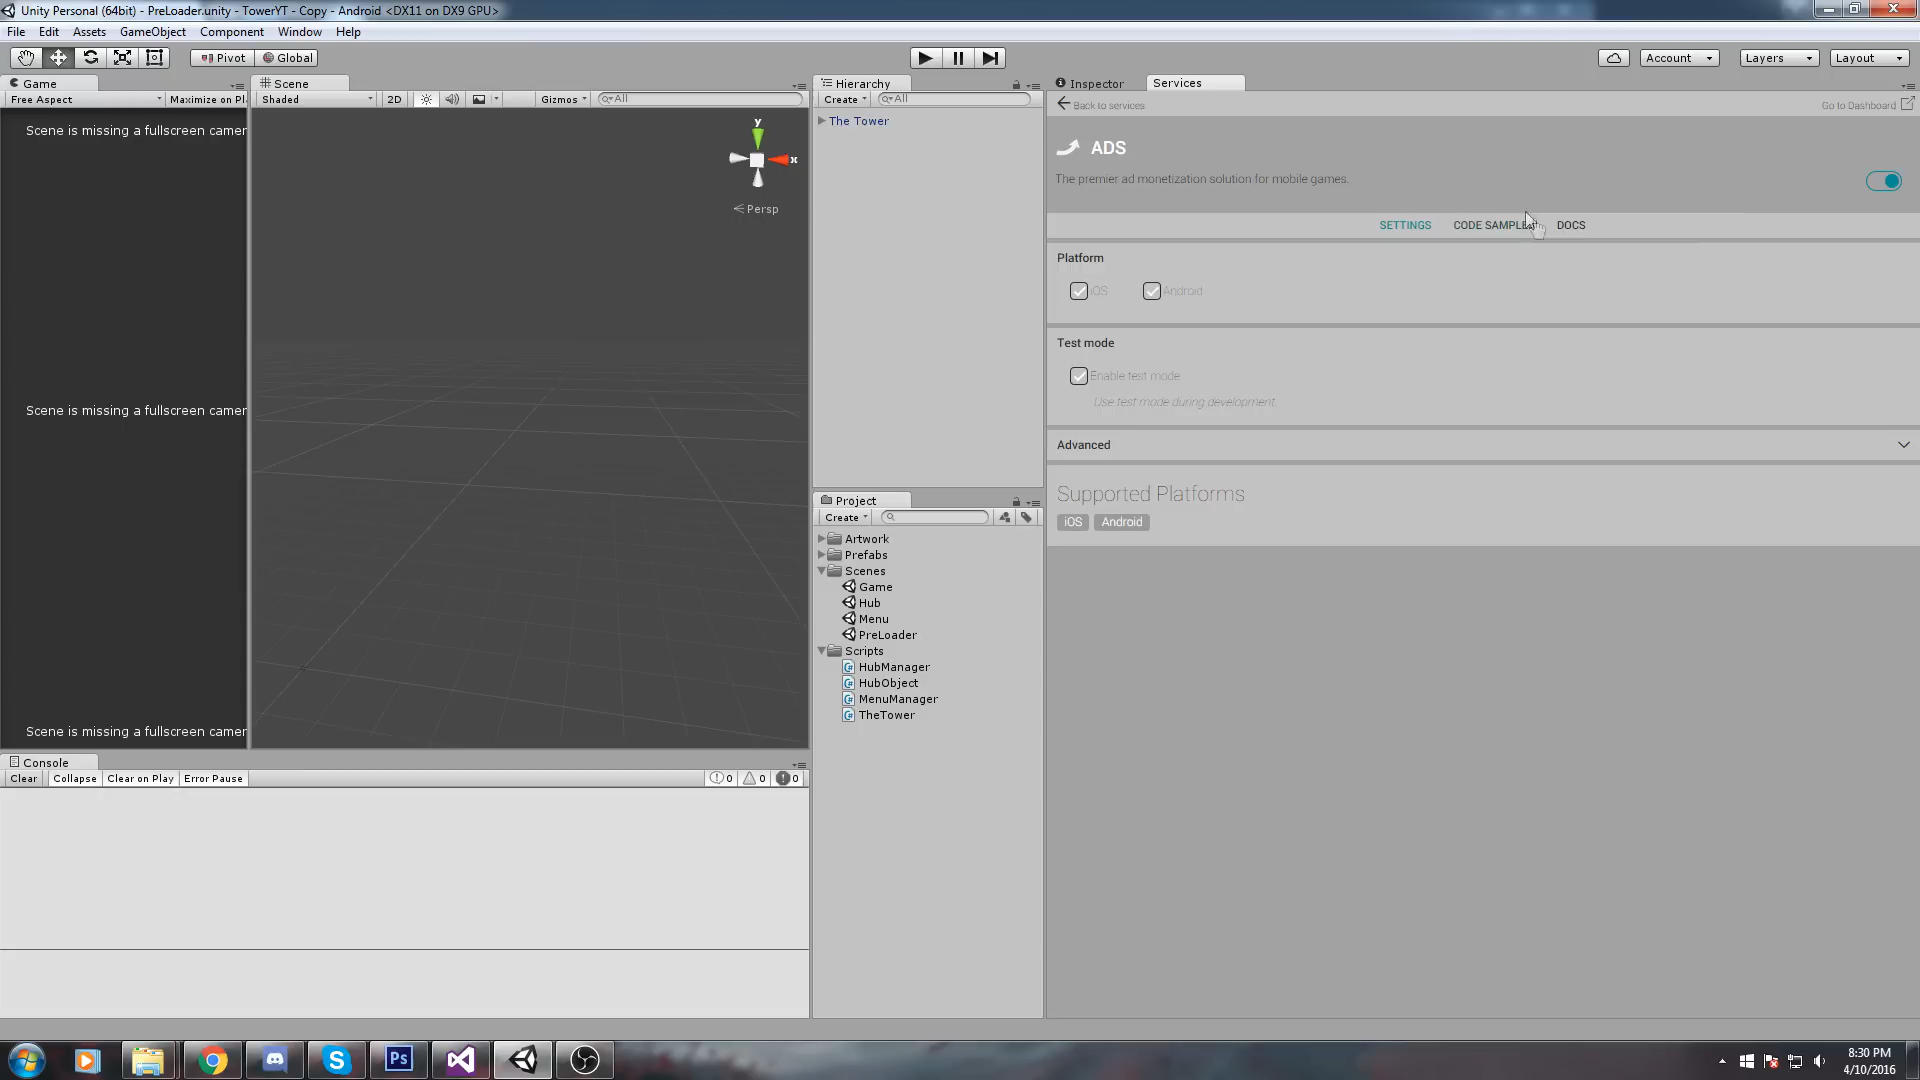 Unity Personal (64bit) - PreLoader.unity - TowerYT - Copy - Android <DX11 on DX9 GPU>
File Edit Assets GameObject Component Window Help
Pivot Global Account Layers Layout
Game
Free Aspect Maximize on Pl
Scene is missing a fullscreen camer
Scene is missing a fullscreen camer
Scene is missing a fullscreen camer
Scene
Shaded 2D Gizmos All
y
x
Persp
Hierarchy
Create All
The Tower
Project
Create
Artwork
Prefabs
Scenes
Game
Hub
Menu
PreLoader
Scripts
HubManager
HubObject
MenuManager
TheTower
Console
Clear Collapse Clear on Play Error Pause 0 0 0
Inspector Services
Back to services Go to Dashboard
ADS
The premier ad monetization solution for mobile games.
SETTINGS CODE SAMPLES DOCS
Platform
iOS Android
Test mode
Enable test mode
Use test mode during development.
Advanced
Supported Platforms
iOS Android
Ps
8:30 PM
4/10/2016